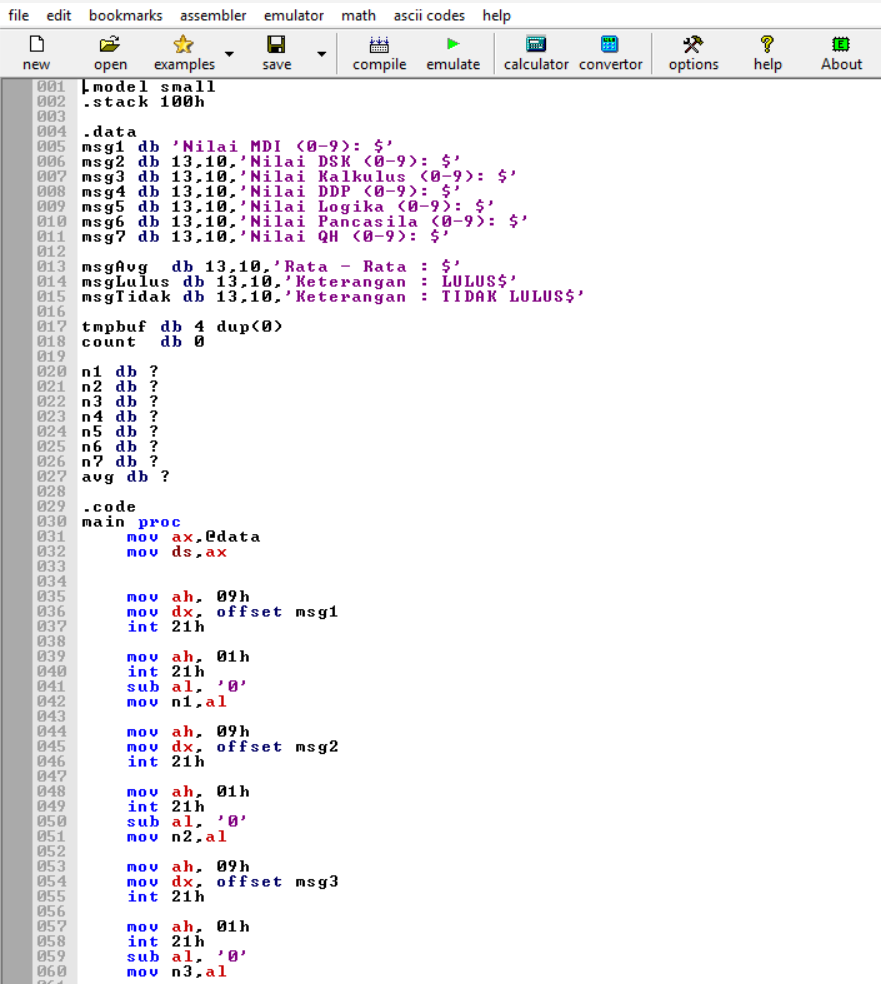 file edit bookmarks assembler emulator math ascii codes help
new open examples save compile emulate calculator convertor options help About
001 .model small
002 .stack 100h
003
004 .data
005 msg1 db 'Nilai MDI (0-9): $'
006 msg2 db 13,10,'Nilai DSK (0-9): $'
007 msg3 db 13,10,'Nilai Kalkulus (0-9): $'
008 msg4 db 13,10,'Nilai DDP (0-9): $'
009 msg5 db 13,10,'Nilai Logika (0-9): $'
010 msg6 db 13,10,'Nilai Pancasila (0-9): $'
011 msg7 db 13,10,'Nilai QH (0-9): $'
012
013 msgAvg  db 13,10,'Rata - Rata : $'
014 msgLulus db 13,10,'Keterangan : LULUS$'
015 msgTidak db 13,10,'Keterangan : TIDAK LULUS$'
016
017 tmpbuf db 4 dup(0)
018 count  db 0
019
020 n1 db ?
021 n2 db ?
022 n3 db ?
023 n4 db ?
024 n5 db ?
025 n6 db ?
026 n7 db ?
027 avg db ?
028
029 .code
030 main proc
031     mov ax,@data
032     mov ds,ax
033
034
035     mov ah, 09h
036     mov dx, offset msg1
037     int 21h
038
039     mov ah, 01h
040     int 21h
041     sub al, '0'
042     mov n1,al
043
044     mov ah, 09h
045     mov dx, offset msg2
046     int 21h
047
048     mov ah, 01h
049     int 21h
050     sub al, '0'
051     mov n2,al
052
053     mov ah, 09h
054     mov dx, offset msg3
055     int 21h
056
057     mov ah, 01h
058     int 21h
059     sub al, '0'
060     mov n3,al